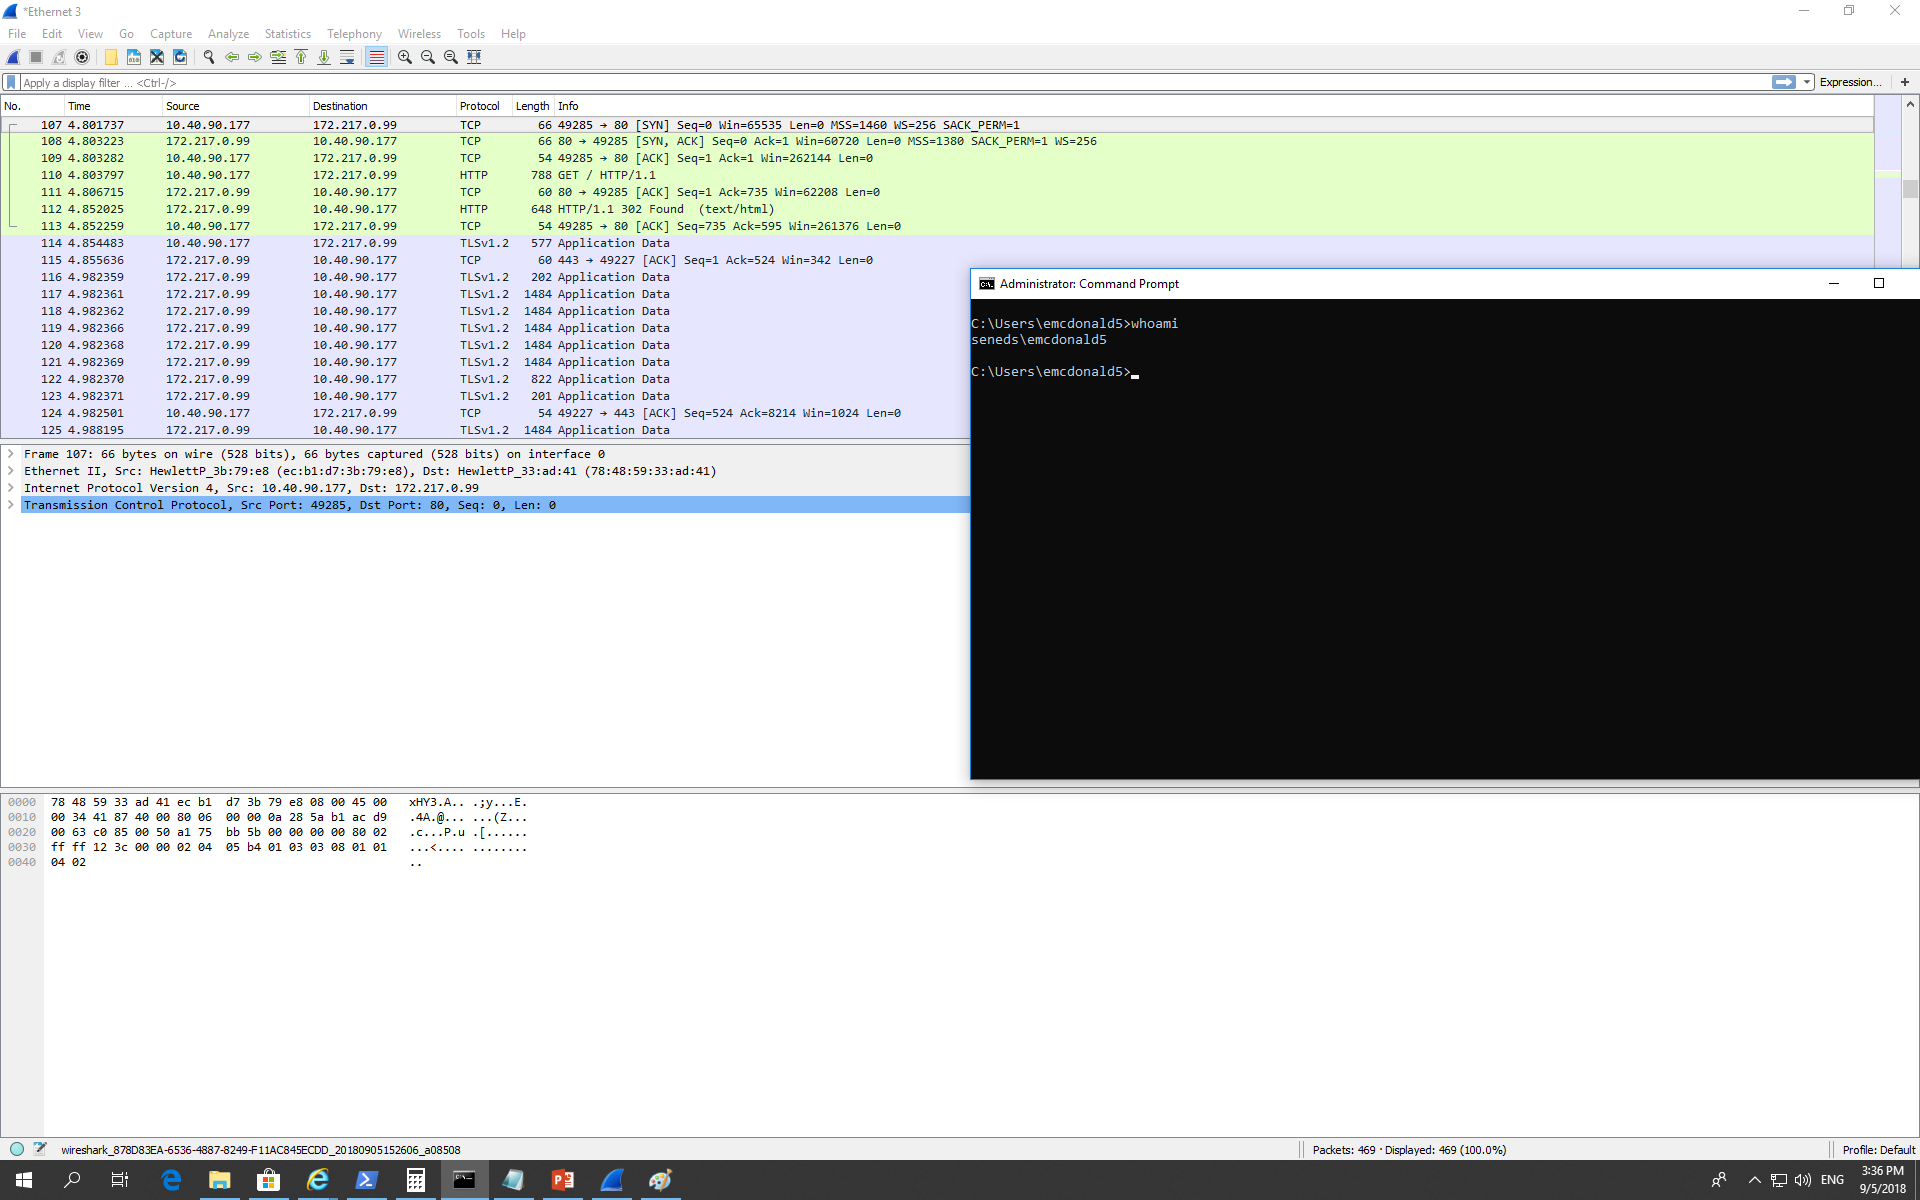 *Ethernet 3
File Edit View Go Capture Analyze Statistics Telephony Wireless Tools Help
Apply a display filter ... <Ctrl-/> Expression... +
No. Time Source Destination Protocol Length Info
107 4.801737 10.40.90.177 172.217.0.99 TCP 66 49285 → 80 [SYN] Seq=0 Win=65535 Len=0 MSS=1460 WS=256 SACK_PERM=1
108 4.803223 172.217.0.99 10.40.90.177 TCP 66 80 → 49285 [SYN, ACK] Seq=0 Ack=1 Win=60720 Len=0 MSS=1380 SACK_PERM=1 WS=256
109 4.803282 10.40.90.177 172.217.0.99 TCP 54 49285 → 80 [ACK] Seq=1 Ack=1 Win=262144 Len=0
110 4.803797 10.40.90.177 172.217.0.99 HTTP 788 GET / HTTP/1.1
111 4.806715 172.217.0.99 10.40.90.177 TCP 60 80 → 49285 [ACK] Seq=1 Ack=735 Win=62208 Len=0
112 4.852025 172.217.0.99 10.40.90.177 HTTP 648 HTTP/1.1 302 Found (text/html)
113 4.852259 10.40.90.177 172.217.0.99 TCP 54 49285 → 80 [ACK] Seq=735 Ack=595 Win=261376 Len=0
114 4.854483 10.40.90.177 172.217.0.99 TLSv1.2 577 Application Data
115 4.855636 172.217.0.99 10.40.90.177 TCP 60 443 → 49227 [ACK] Seq=1 Ack=524 Win=342 Len=0
116 4.982359 172.217.0.99 10.40.90.177 TLSv1.2 202 Application Data
117 4.982361 172.217.0.99 10.40.90.177 TLSv1.2 1484 Application Data
118 4.982362 172.217.0.99 10.40.90.177 TLSv1.2 1484 Application Data
119 4.982366 172.217.0.99 10.40.90.177 TLSv1.2 1484 Application Data
120 4.982368 172.217.0.99 10.40.90.177 TLSv1.2 1484 Application Data
121 4.982369 172.217.0.99 10.40.90.177 TLSv1.2 1484 Application Data
122 4.982370 172.217.0.99 10.40.90.177 TLSv1.2 822 Application Data
123 4.982371 172.217.0.99 10.40.90.177 TLSv1.2 201 Application Data
124 4.982501 10.40.90.177 172.217.0.99 TCP 54 49227 → 443 [ACK] Seq=524 Ack=8214 Win=1024 Len=0
125 4.988195 172.217.0.99 10.40.90.177 TLSv1.2 1484 Application Data
Frame 107: 66 bytes on wire (528 bits), 66 bytes captured (528 bits) on interface 0
Ethernet II, Src: HewlettP_3b:79:e8 (ec:b1:d7:3b:79:e8), Dst: HewlettP_33:ad:41 (78:48:59:33:ad:41)
Internet Protocol Version 4, Src: 10.40.90.177, Dst: 172.217.0.99
Transmission Control Protocol, Src Port: 49285, Dst Port: 80, Seq: 0, Len: 0
Administrator: Command Prompt
C:\Users\emcdonald5>whoami
seneds\emcdonald5
C:\Users\emcdonald5>
0000 78 48 59 33 ad 41 ec b1 d7 3b 79 e8 08 00 45 00 xHY3.A.. .;y...E.
0010 00 34 41 87 40 00 80 06 00 00 0a 28 5a b1 ac d9 .4A.@... ...(Z...
0020 00 63 c0 85 00 50 a1 75 bb 5b 00 00 00 00 80 02 .c...P.u .[......
0030 ff ff 12 3c 00 00 02 04 05 b4 01 03 03 08 01 01 ...<.... ........
0040 04 02 ..
wireshark_878D83EA-6536-4887-8249-F11AC845ECDD_20180905152606_a08508 Packets: 469 · Displayed: 469 (100.0%) Profile: Default
ENG 3:36 PM
9/5/2018